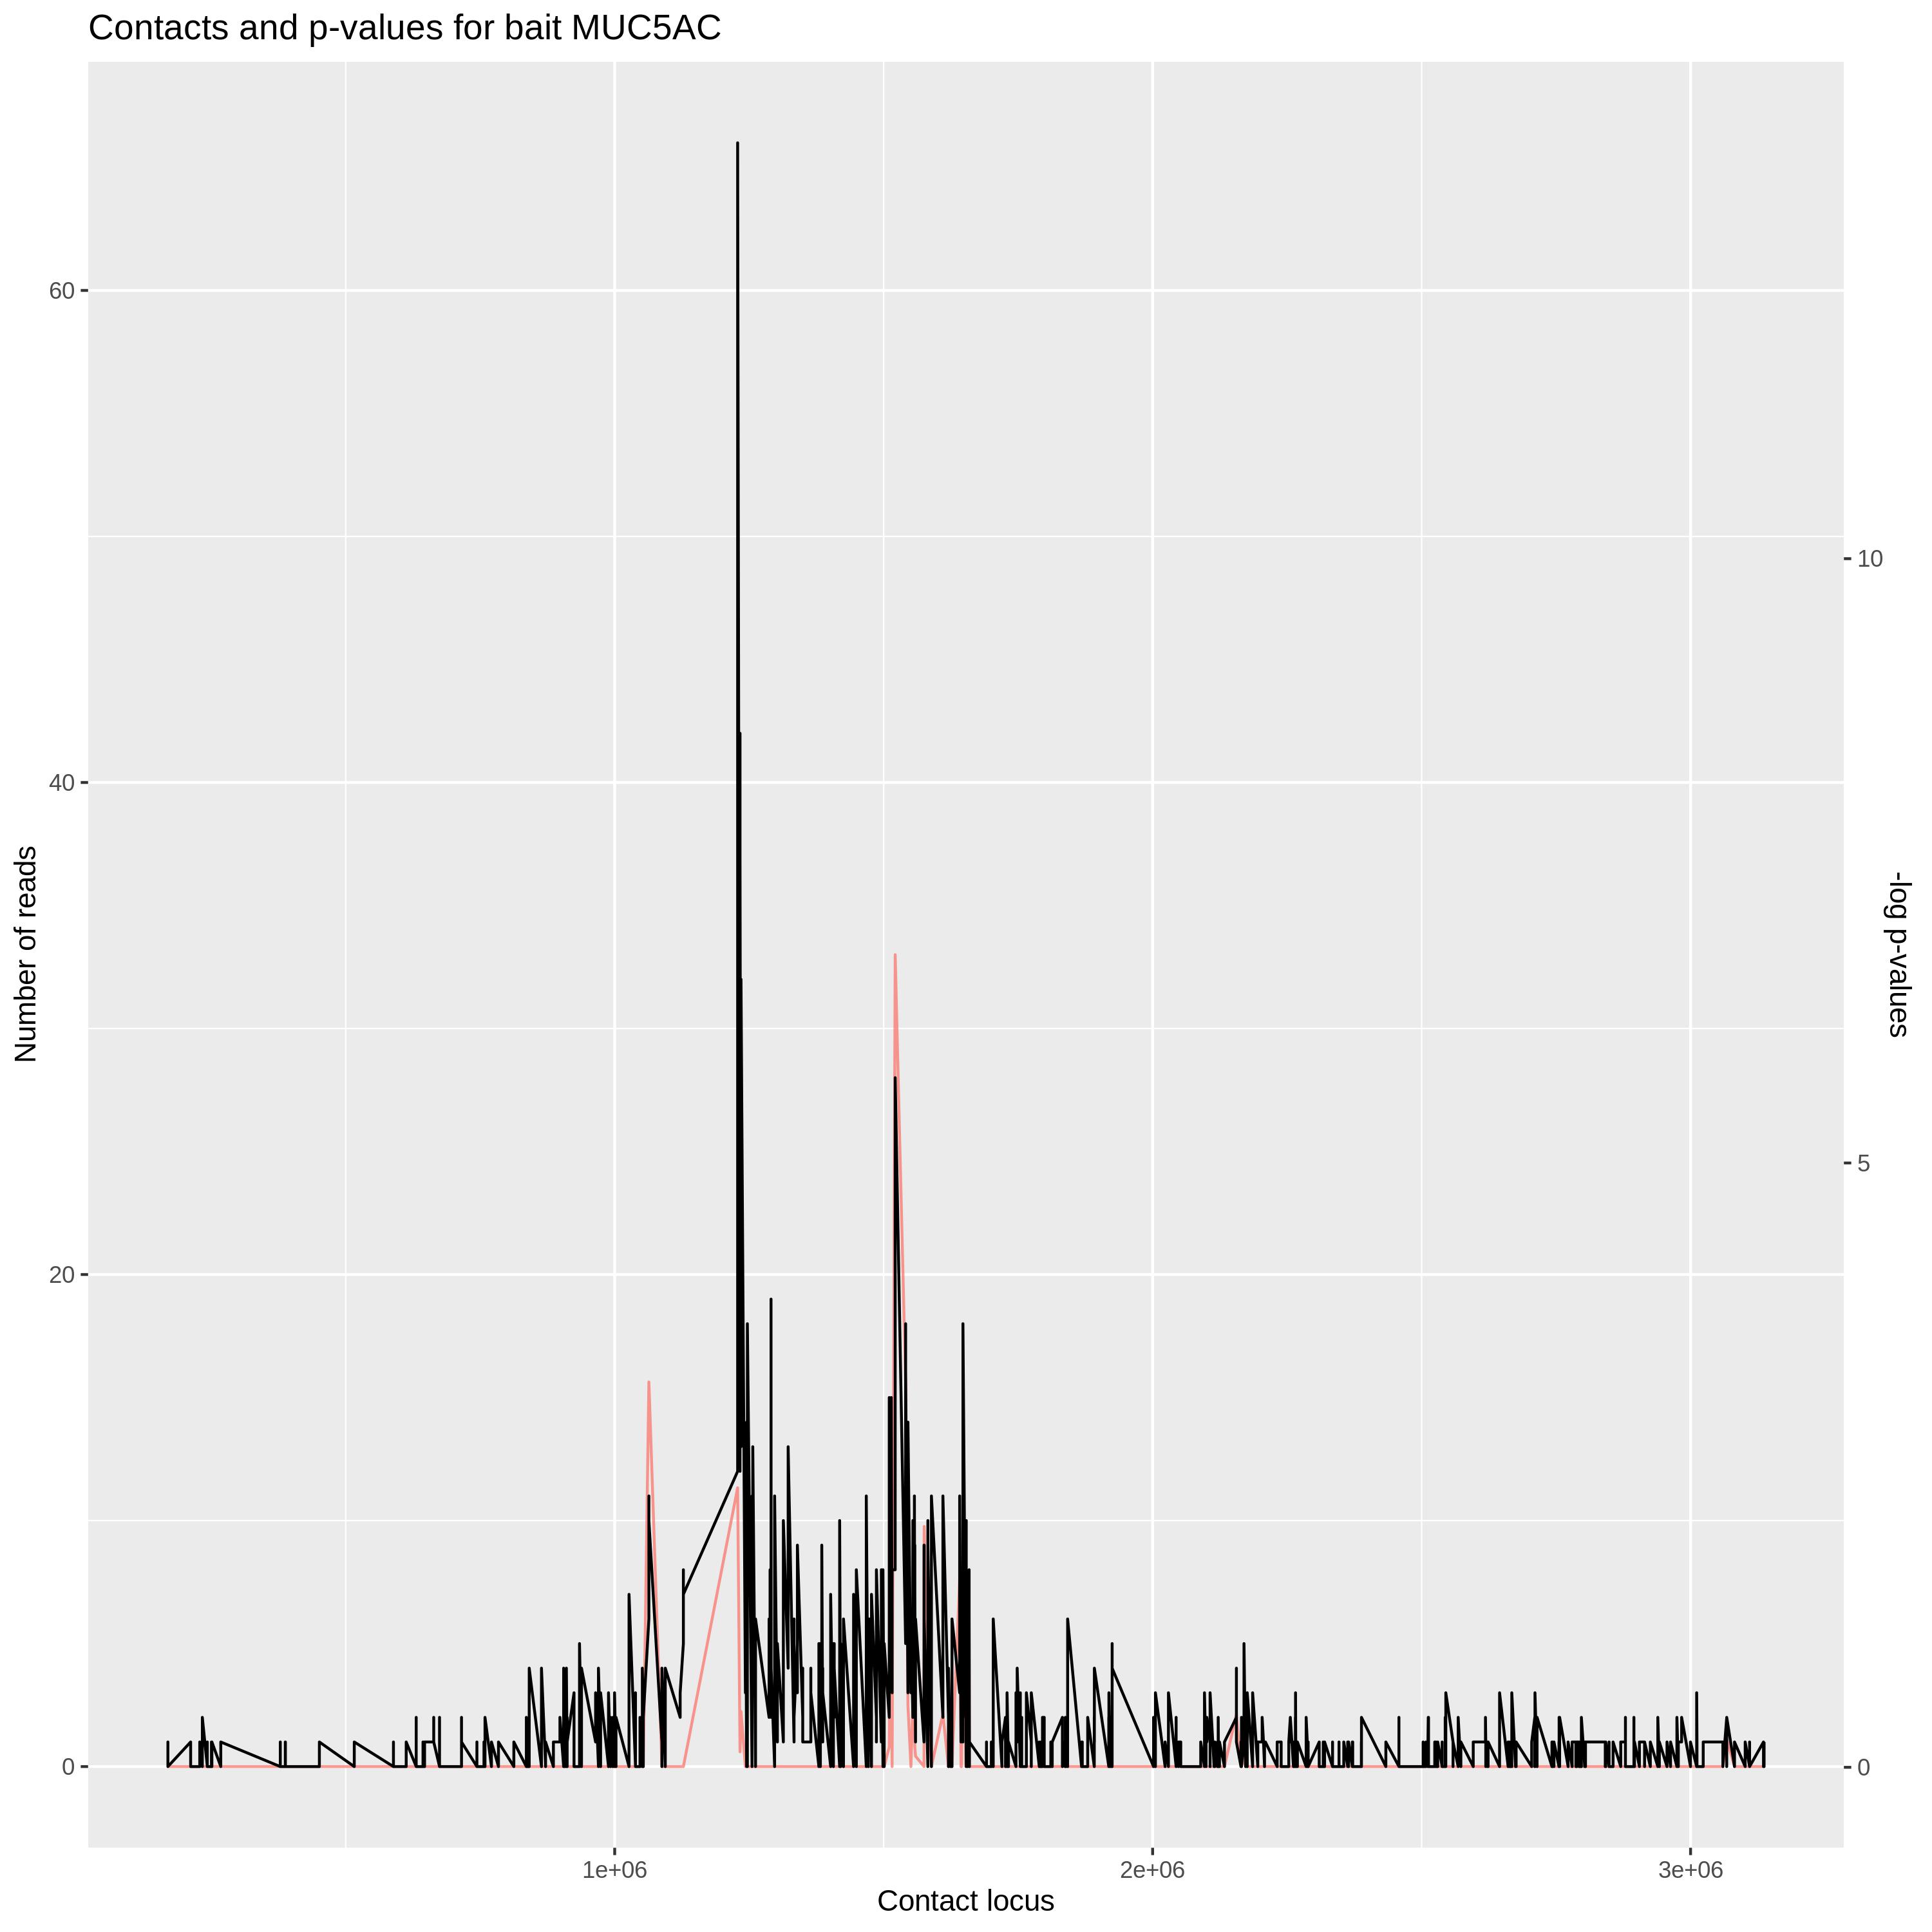 Contacts and p-values for bait MUC5AC
Number of reads
60
40
20
0
10
5
0
-log p-values
1e+06
2e+06
3e+06
Contact locus